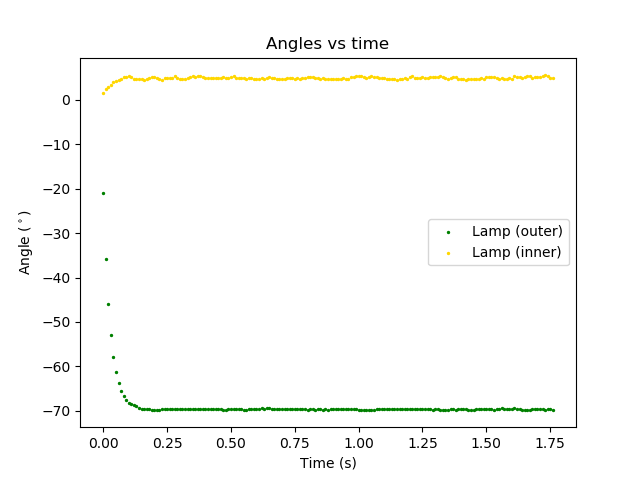 Angles vs time
Angle (°)
0
−10
−20
−30
−40
−50
−60
−70
Lamp (outer)
Lamp (inner)
0.00 0.25 0.50 0.75 1.00 1.25 1.50 1.75
Time (s)